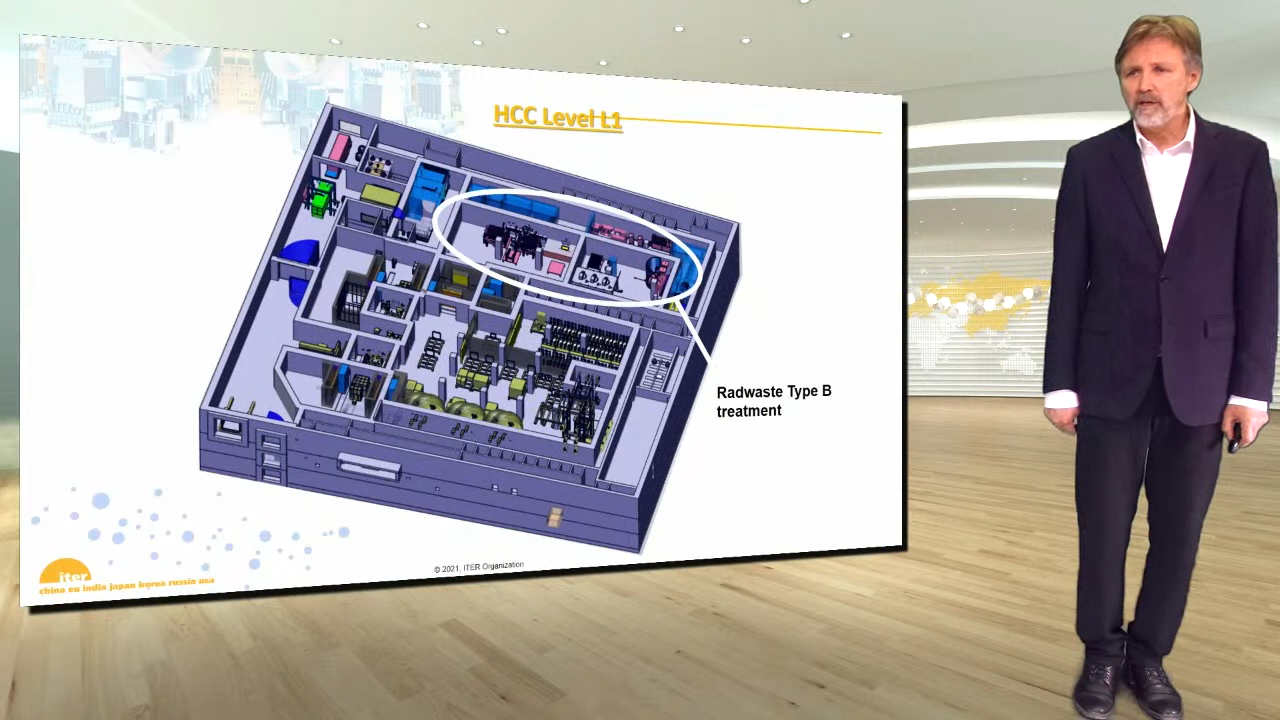 HCC Level L1
Radwaste Type B
treatment
© 2021, ITER Organization
iter
china eu india japan korea russia usa